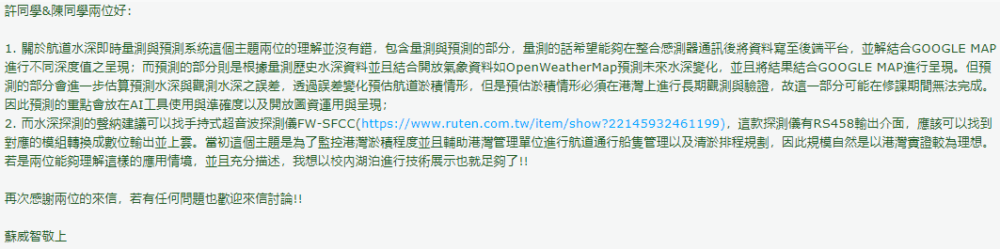 許同學&陳同學兩位好:
1. 關於航道水深即時量測與預測系統這個主題兩位的理解並沒有錯，包含量測與預測的部分，量測的話希望能夠在整合感測器通訊後將資料寫至後端平台，並解結合GOOGLE MAP
進行不同深度值之呈現；而預測的部分則是根據量測歷史水深資料並且結合開放氣象資料如OpenWeatherMap預測未來水深變化，並且將結果結合GOOGLE MAP進行呈現。但預
測的部分會進一步估算預測水深與觀測水深之誤差，透過誤差變化預估航道淤積情形，但是預估淤積情形必須在港灣上進行長期觀測與驗證，故這一部分可能在修課期間無法完成。
因此預測的重點會放在AI工具使用與準確度以及開放圖資運用與呈現；
2. 而水深探測的聲納建議可以找手持式超音波探測儀FW-SFCC(https://www.ruten.com.tw/item/show?22145932461199)，這款探測儀有RS458輸出介面，應該可以找到
對應的模組轉換成數位輸出並上雲。當初這個主題是為了監控港灣淤積程度並且輔助港灣管理單位進行航道通行船隻管理以及清淤排程規劃，因此規模自然是以港灣實證較為理想。
若是兩位能夠理解這樣的應用情境，並且充分描述，我想以校內湖泊進行技術展示也就足夠了!!
再次感謝兩位的來信，若有任何問題也歡迎來信討論!!
蘇威智敬上